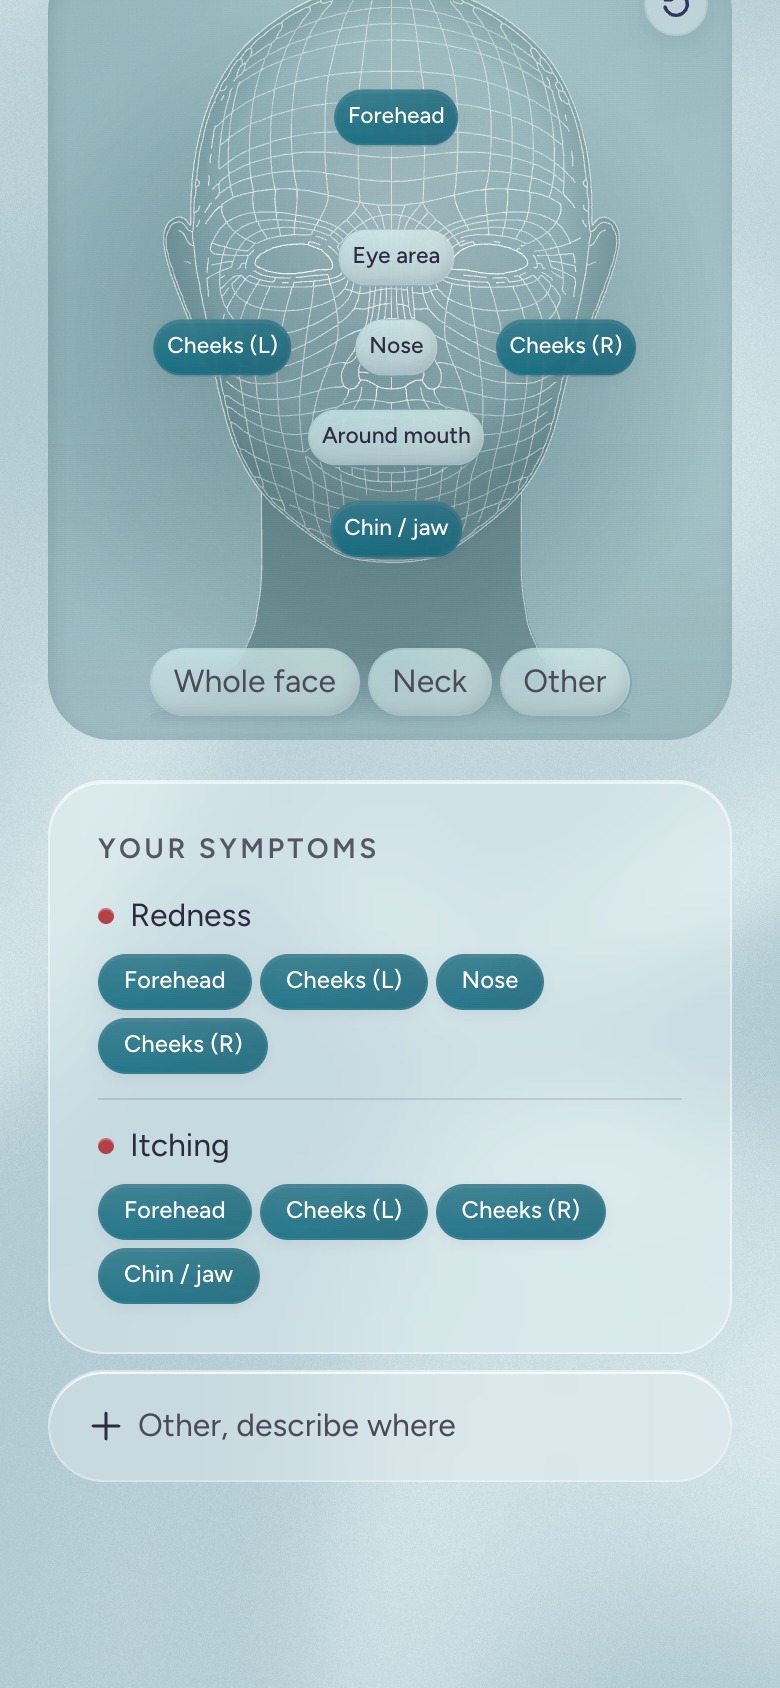 Forehead
Eye area
Cheeks (L) Nose Cheeks (R)
Around mouth
Chin / jaw
Whole face Neck Other
YOUR SYMPTOMS
Redness
Forehead Cheeks (L) Nose
Cheeks (R)
Itching
Forehead Cheeks (L) Cheeks (R)
Chin / jaw
Other, describe where